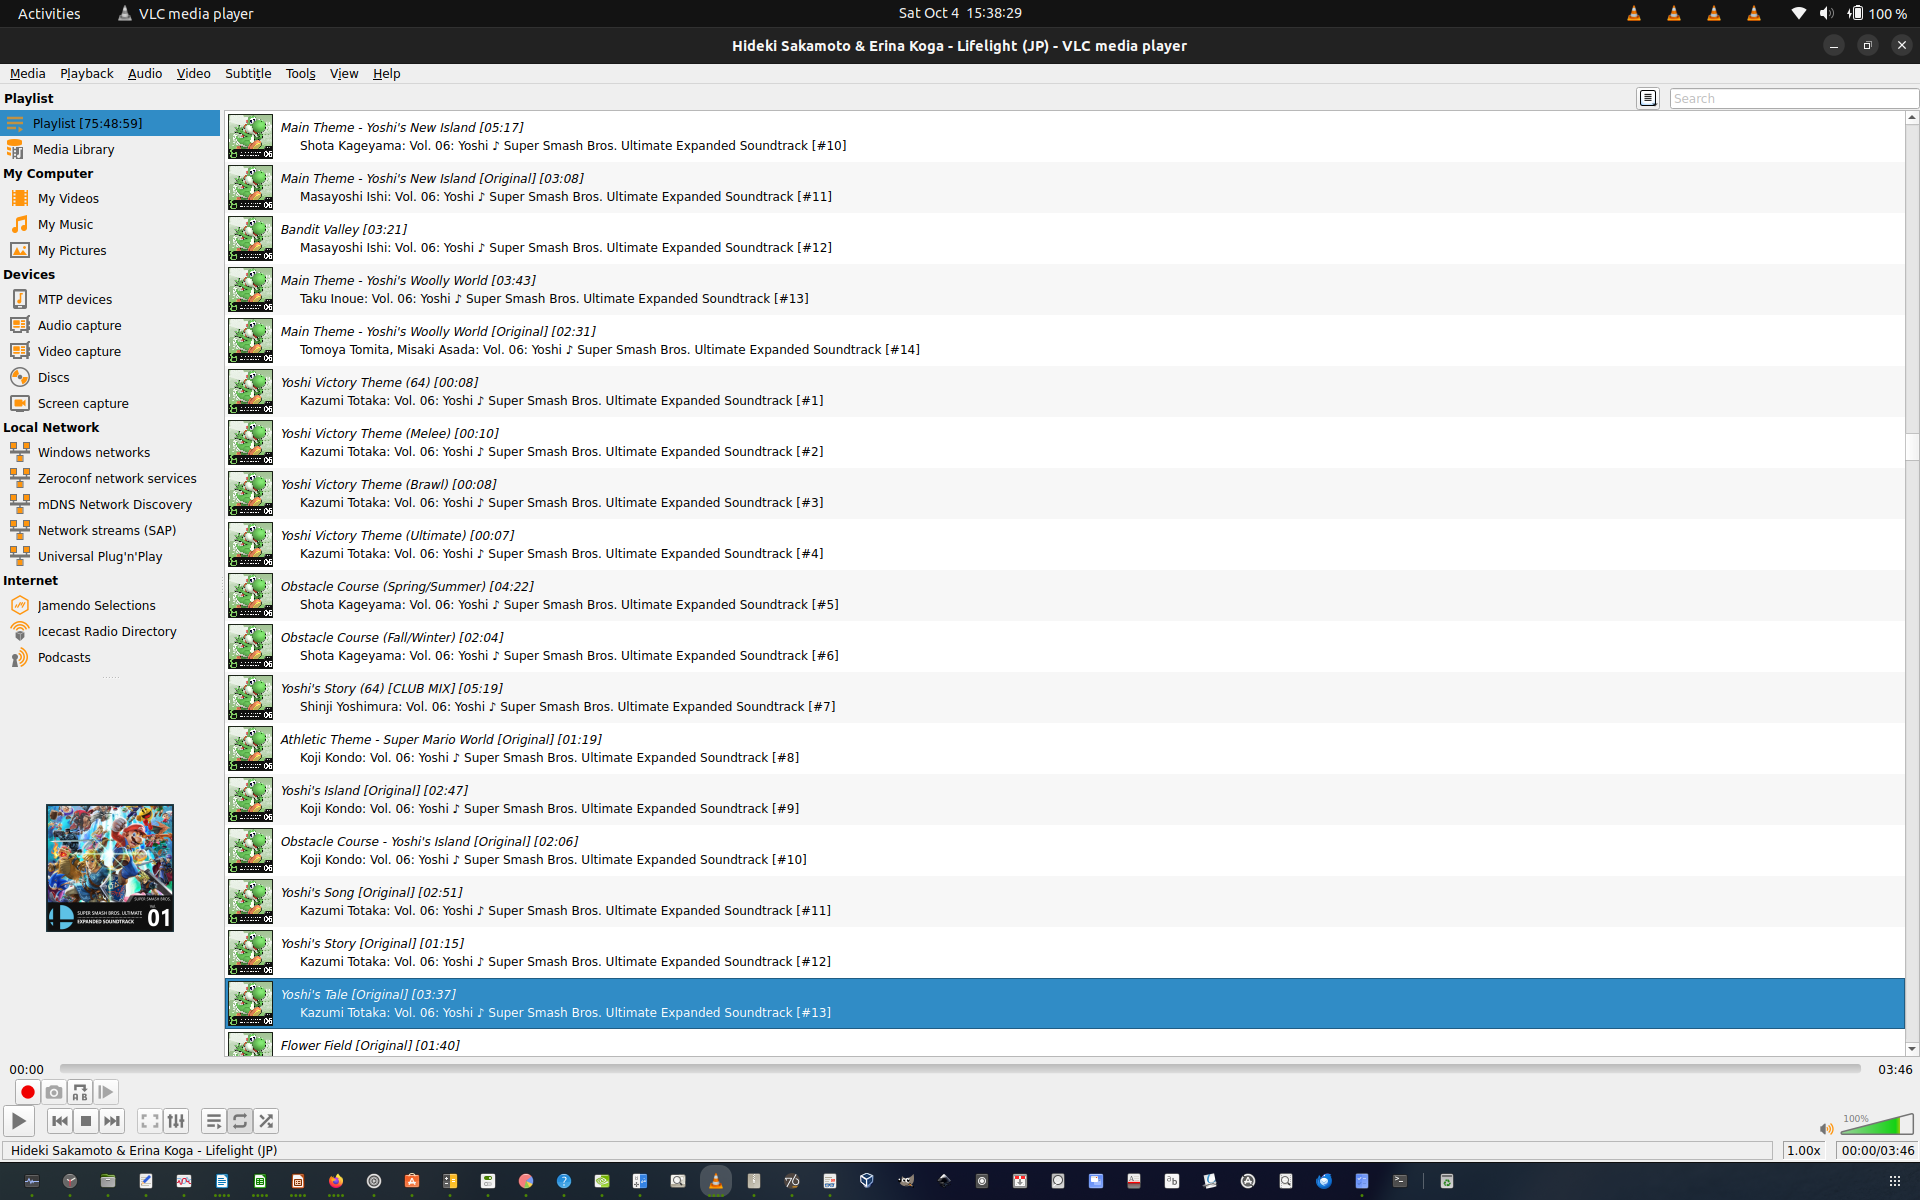 Activities
VLC media player
Sat Oct 4 15:38:29
100 %
Hideki Sakamoto & Erina Koga - Lifelight (JP) - VLC media player
Media Playback Audio Video Subtitle Tools View Help
Playlist
Search
Playlist [75:48:59]
Media Library
My Computer
My Videos
My Music
My Pictures
Devices
MTP devices
Audio capture
Video capture
Discs
Screen capture
Local Network
Windows networks
Zeroconf network services
mDNS Network Discovery
Network streams (SAP)
Universal Plug'n'Play
Internet
Jamendo Selections
Icecast Radio Directory
Podcasts
SUPER SMASH BROS. ULTIMATE
EXPANDED SOUNDTRACK
01
Main Theme - Yoshi's New Island [05:17]
Shota Kageyama: Vol. 06: Yoshi ♪ Super Smash Bros. Ultimate Expanded Soundtrack [#10]
Main Theme - Yoshi's New Island [Original] [03:08]
Masayoshi Ishi: Vol. 06: Yoshi ♪ Super Smash Bros. Ultimate Expanded Soundtrack [#11]
Bandit Valley [03:21]
Masayoshi Ishi: Vol. 06: Yoshi ♪ Super Smash Bros. Ultimate Expanded Soundtrack [#12]
Main Theme - Yoshi's Woolly World [03:43]
Taku Inoue: Vol. 06: Yoshi ♪ Super Smash Bros. Ultimate Expanded Soundtrack [#13]
Main Theme - Yoshi's Woolly World [Original] [02:31]
Tomoya Tomita, Misaki Asada: Vol. 06: Yoshi ♪ Super Smash Bros. Ultimate Expanded Soundtrack [#14]
Yoshi Victory Theme (64) [00:08]
Kazumi Totaka: Vol. 06: Yoshi ♪ Super Smash Bros. Ultimate Expanded Soundtrack [#1]
Yoshi Victory Theme (Melee) [00:10]
Kazumi Totaka: Vol. 06: Yoshi ♪ Super Smash Bros. Ultimate Expanded Soundtrack [#2]
Yoshi Victory Theme (Brawl) [00:08]
Kazumi Totaka: Vol. 06: Yoshi ♪ Super Smash Bros. Ultimate Expanded Soundtrack [#3]
Yoshi Victory Theme (Ultimate) [00:07]
Kazumi Totaka: Vol. 06: Yoshi ♪ Super Smash Bros. Ultimate Expanded Soundtrack [#4]
Obstacle Course (Spring/Summer) [04:22]
Shota Kageyama: Vol. 06: Yoshi ♪ Super Smash Bros. Ultimate Expanded Soundtrack [#5]
Obstacle Course (Fall/Winter) [02:04]
Shota Kageyama: Vol. 06: Yoshi ♪ Super Smash Bros. Ultimate Expanded Soundtrack [#6]
Yoshi's Story (64) [CLUB MIX] [05:19]
Shinji Yoshimura: Vol. 06: Yoshi ♪ Super Smash Bros. Ultimate Expanded Soundtrack [#7]
Athletic Theme - Super Mario World [Original] [01:19]
Koji Kondo: Vol. 06: Yoshi ♪ Super Smash Bros. Ultimate Expanded Soundtrack [#8]
Yoshi's Island [Original] [02:47]
Koji Kondo: Vol. 06: Yoshi ♪ Super Smash Bros. Ultimate Expanded Soundtrack [#9]
Obstacle Course - Yoshi's Island [Original] [02:06]
Koji Kondo: Vol. 06: Yoshi ♪ Super Smash Bros. Ultimate Expanded Soundtrack [#10]
Yoshi's Song [Original] [02:51]
Kazumi Totaka: Vol. 06: Yoshi ♪ Super Smash Bros. Ultimate Expanded Soundtrack [#11]
Yoshi's Story [Original] [01:15]
Kazumi Totaka: Vol. 06: Yoshi ♪ Super Smash Bros. Ultimate Expanded Soundtrack [#12]
Yoshi's Tale [Original] [03:37]
Kazumi Totaka: Vol. 06: Yoshi ♪ Super Smash Bros. Ultimate Expanded Soundtrack [#13]
Flower Field [Original] [01:40]
00:00
03:46
100%
Hideki Sakamoto & Erina Koga - Lifelight (JP)
1.00x
00:00/03:46